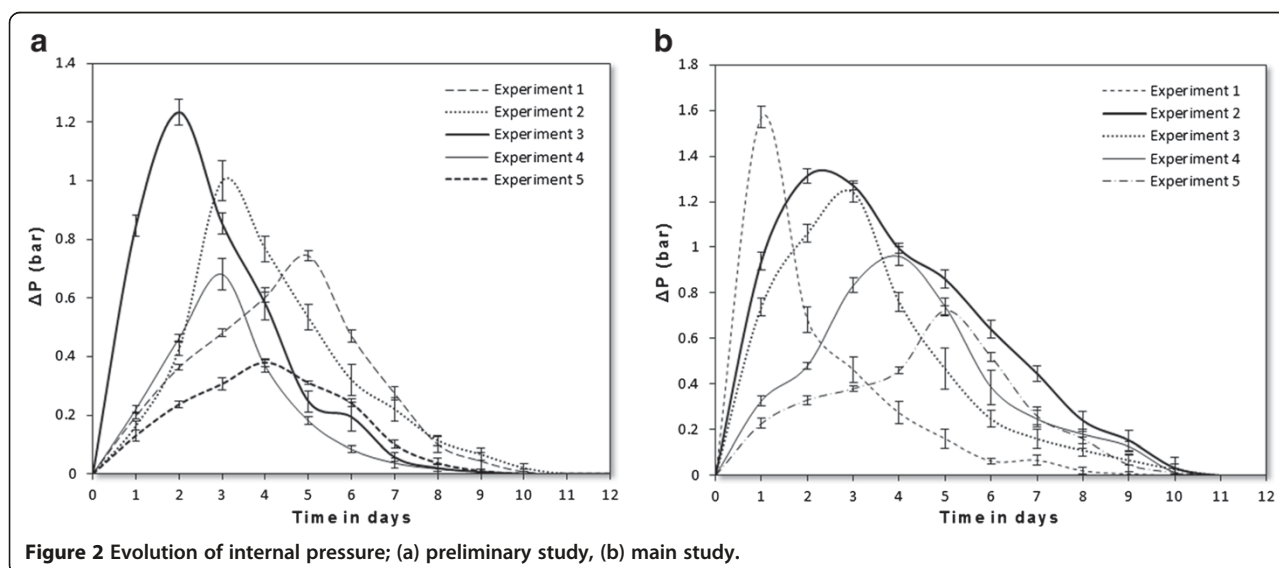 a
1.4
1.2
1
0.8
0.6
0.4
0.2
0
ΔP (bar)
0 1 2 3 4 5 6 7 8 9 10 11 12
Time in days
Experiment 1
Experiment 2
Experiment 3
Experiment 4
Experiment 5
b
1.8
1.6
1.4
1.2
1
0.8
0.6
0.4
0.2
0
ΔP (bar)
0 1 2 3 4 5 6 7 8 9 10 11 12
Time in days
Experiment 1
Experiment 2
Experiment 3
Experiment 4
Experiment 5
Figure 2 Evolution of internal pressure; (a) preliminary study, (b) main study.